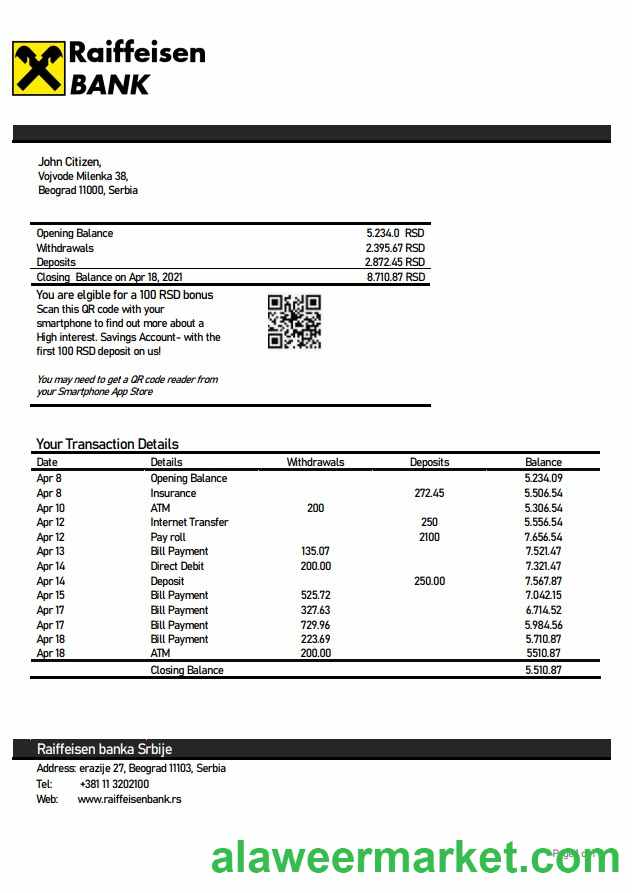 Raiffeisen
BANK
John Citizen,
Vojvode Milenka 38,
Beograd 11000, Serbia
Opening Balance 5.234.0 RSD
Withdrawals 2.395.67 RSD
Deposits 2.872.45 RSD
Closing Balance on Apr 18, 2021 8.710.87 RSD
You are elgible for a 100 RSD bonus
Scan this QR code with your
smartphone to find out more about a
High interest. Savings Account- with the
first 100 RSD deposit on us!
You may need to get a QR code reader from
your Smartphone App Store
Your Transaction Details
Date Details Withdrawals Deposits Balance
Apr 8 Opening Balance 5.234.09
Apr 8 Insurance 272.45 5.506.54
Apr 10 ATM 200 5.306.54
Apr 12 Internet Transfer 250 5.556.54
Apr 12 Pay roll 2100 7.656.54
Apr 13 Bill Payment 135.07 7.521.47
Apr 14 Direct Debit 200.00 7.321.47
Apr 14 Deposit 250.00 7.567.87
Apr 15 Bill Payment 525.72 7.042.15
Apr 17 Bill Payment 327.63 6.714.52
Apr 17 Bill Payment 729.96 5.984.56
Apr 18 Bill Payment 223.69 5.710.87
Apr 18 ATM 200.00 5510.87
Closing Balance 5.510.87
Raiffeisen banka Srbije
Address: erazije 27, Beograd 11103, Serbia
Tel: +381 11 3202100
Web: www.raiffeisenbank.rs
alaweermarket.com